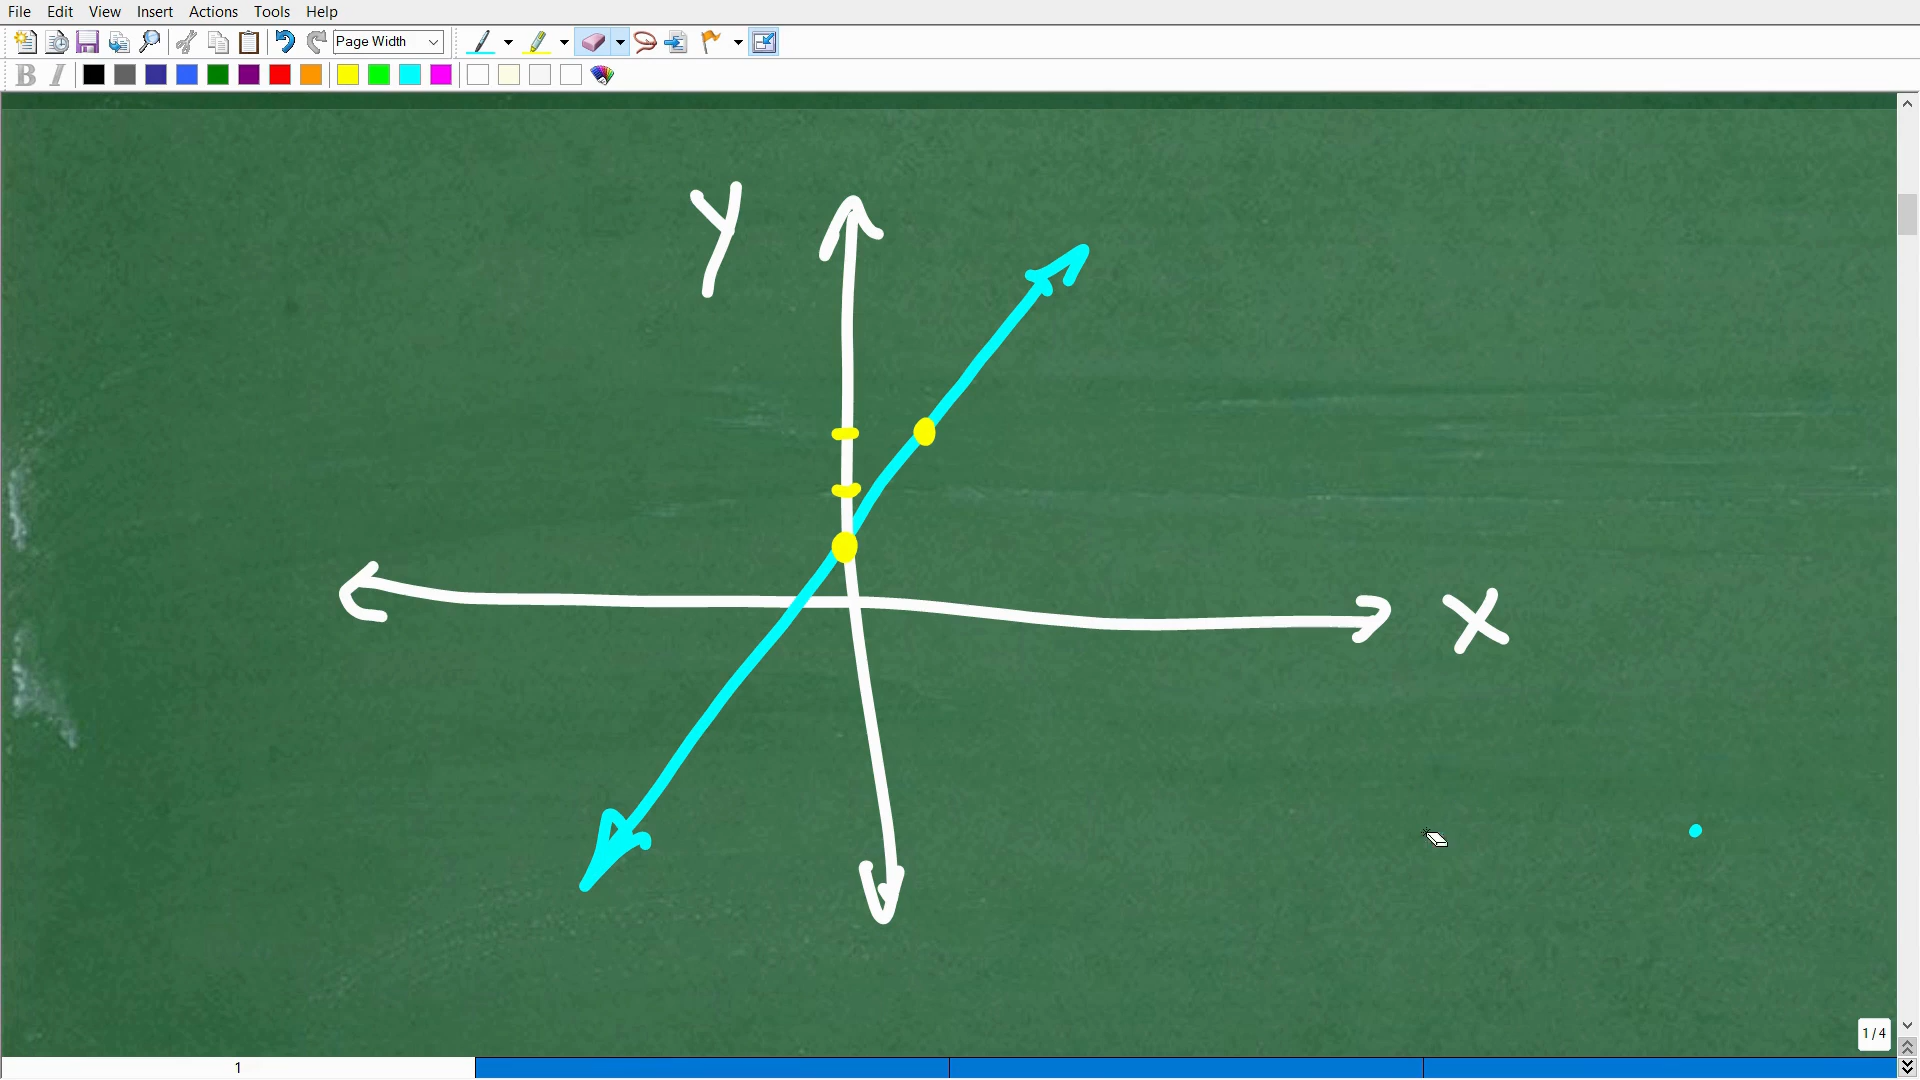 File Edit View Insert Actions Tools Help
Page Width
B I
Y
X
1 / 4
1